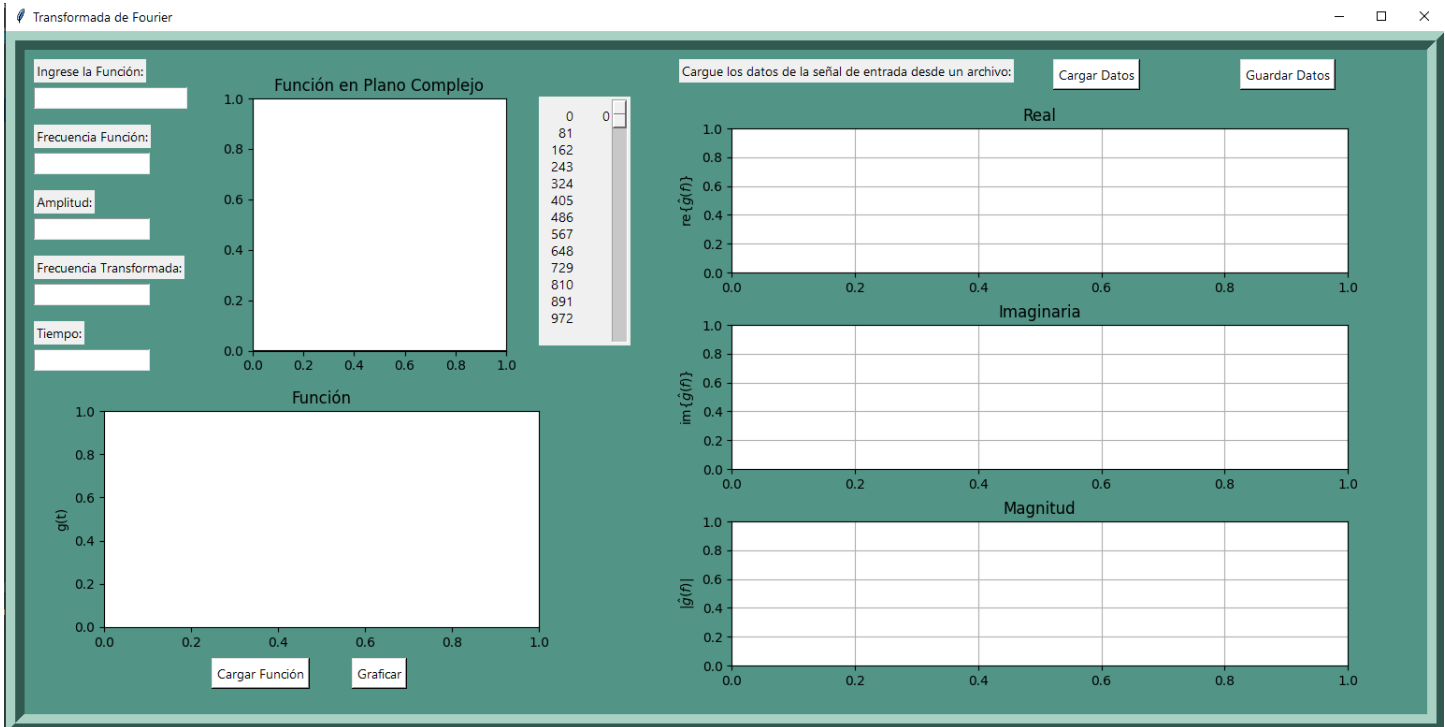 Transformada de Fourier
Ingrese la Función:
Frecuencia Función:
Amplitud:
Frecuencia Transformada:
Tiempo:
Función en Plano Complejo
1.0
0.8
0.6
0.4
0.2
0.0
0.0 0.2 0.4 0.6 0.8 1.0
0 0
81
162
243
324
405
486
567
648
729
810
891
972
Función
g(t)
1.0
0.8
0.6
0.4
0.2
0.0
0.0 0.2 0.4 0.6 0.8 1.0
Cargar Función Graficar
Cargue los datos de la señal de entrada desde un archivo: Cargar Datos Guardar Datos
Real
re{ĝ(f)}
1.0
0.8
0.6
0.4
0.2
0.0
0.0 0.2 0.4 0.6 0.8 1.0
Imaginaria
im{ĝ(f)}
1.0
0.8
0.6
0.4
0.2
0.0
0.0 0.2 0.4 0.6 0.8 1.0
Magnitud
|ĝ(f)|
1.0
0.8
0.6
0.4
0.2
0.0
0.0 0.2 0.4 0.6 0.8 1.0